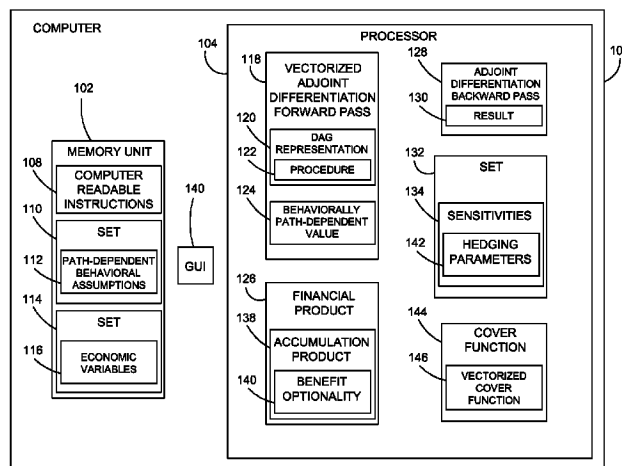 COMPUTER
PROCESSOR
102
MEMORY UNIT
108
COMPUTER
READABLE
INSTRUCTIONS
110
SET
112
PATH-DEPENDENT
BEHAVIORAL
ASSUMPTIONS
114
SET
116
ECONOMIC
VARIABLES
140
GUI
104
118
VECTORIZED
ADJOINT
DIFFERENTIATION
FORWARD PASS
120
DAG
REPRESENTATION
122
PROCEDURE
124
BEHAVIORALLY
PATH-DEPENDENT
VALUE
126
FINANCIAL
PRODUCT
138
ACCUMULATION
PRODUCT
140
BENEFIT
OPTIONALITY
128
ADJOINT
DIFFERENTIATION
BACKWARD PASS
130
RESULT
132
SET
134
SENSITIVITIES
142
HEDGING
PARAMETERS
144
COVER
FUNCTION
146
VECTORIZED
COVER
FUNCTION